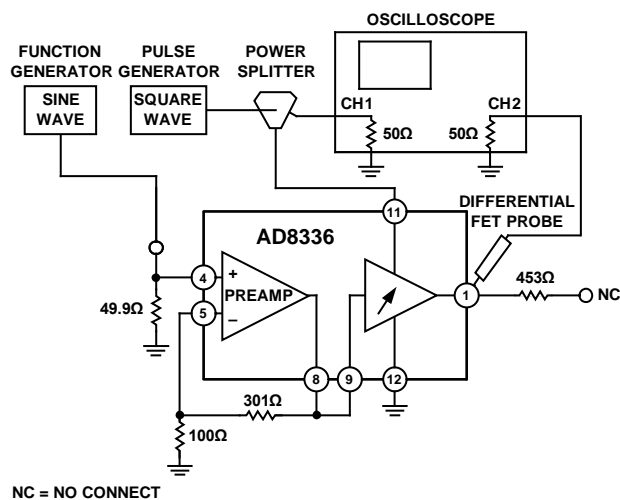 OSCILLOSCOPE
FUNCTION
GENERATOR
PULSE
GENERATOR
POWER
SPLITTER
SINE
WAVE
SQUARE
WAVE
CH1
CH2
50Ω
50Ω
DIFFERENTIAL
FET PROBE
11
AD8336
453Ω
4
+
PREAMP
1
NC
49.9Ω
5
–
8
9
12
301Ω
100Ω
NC = NO CONNECT